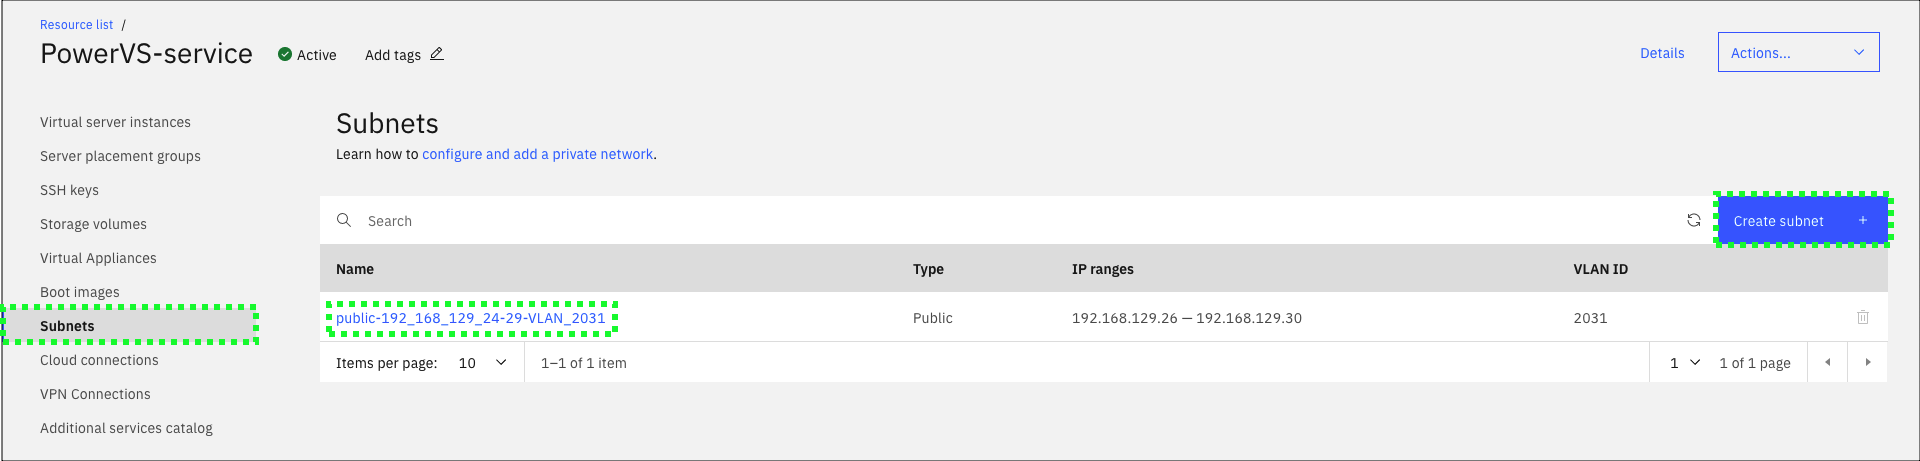 Resource list /
PowerVS-service Active Add tags Details Actions...
Virtual server instances
Server placement groups
SSH keys
Storage volumes
Virtual Appliances
Boot images
Subnets
Cloud connections
VPN Connections
Additional services catalog
Subnets
Learn how to configure and add a private network.
Search Create subnet +
Name Type IP ranges VLAN ID
public-192_168_129_24-29-VLAN_2031 Public 192.168.129.26 — 192.168.129.30 2031
Items per page: 10 1–1 of 1 item 1 1 of 1 page